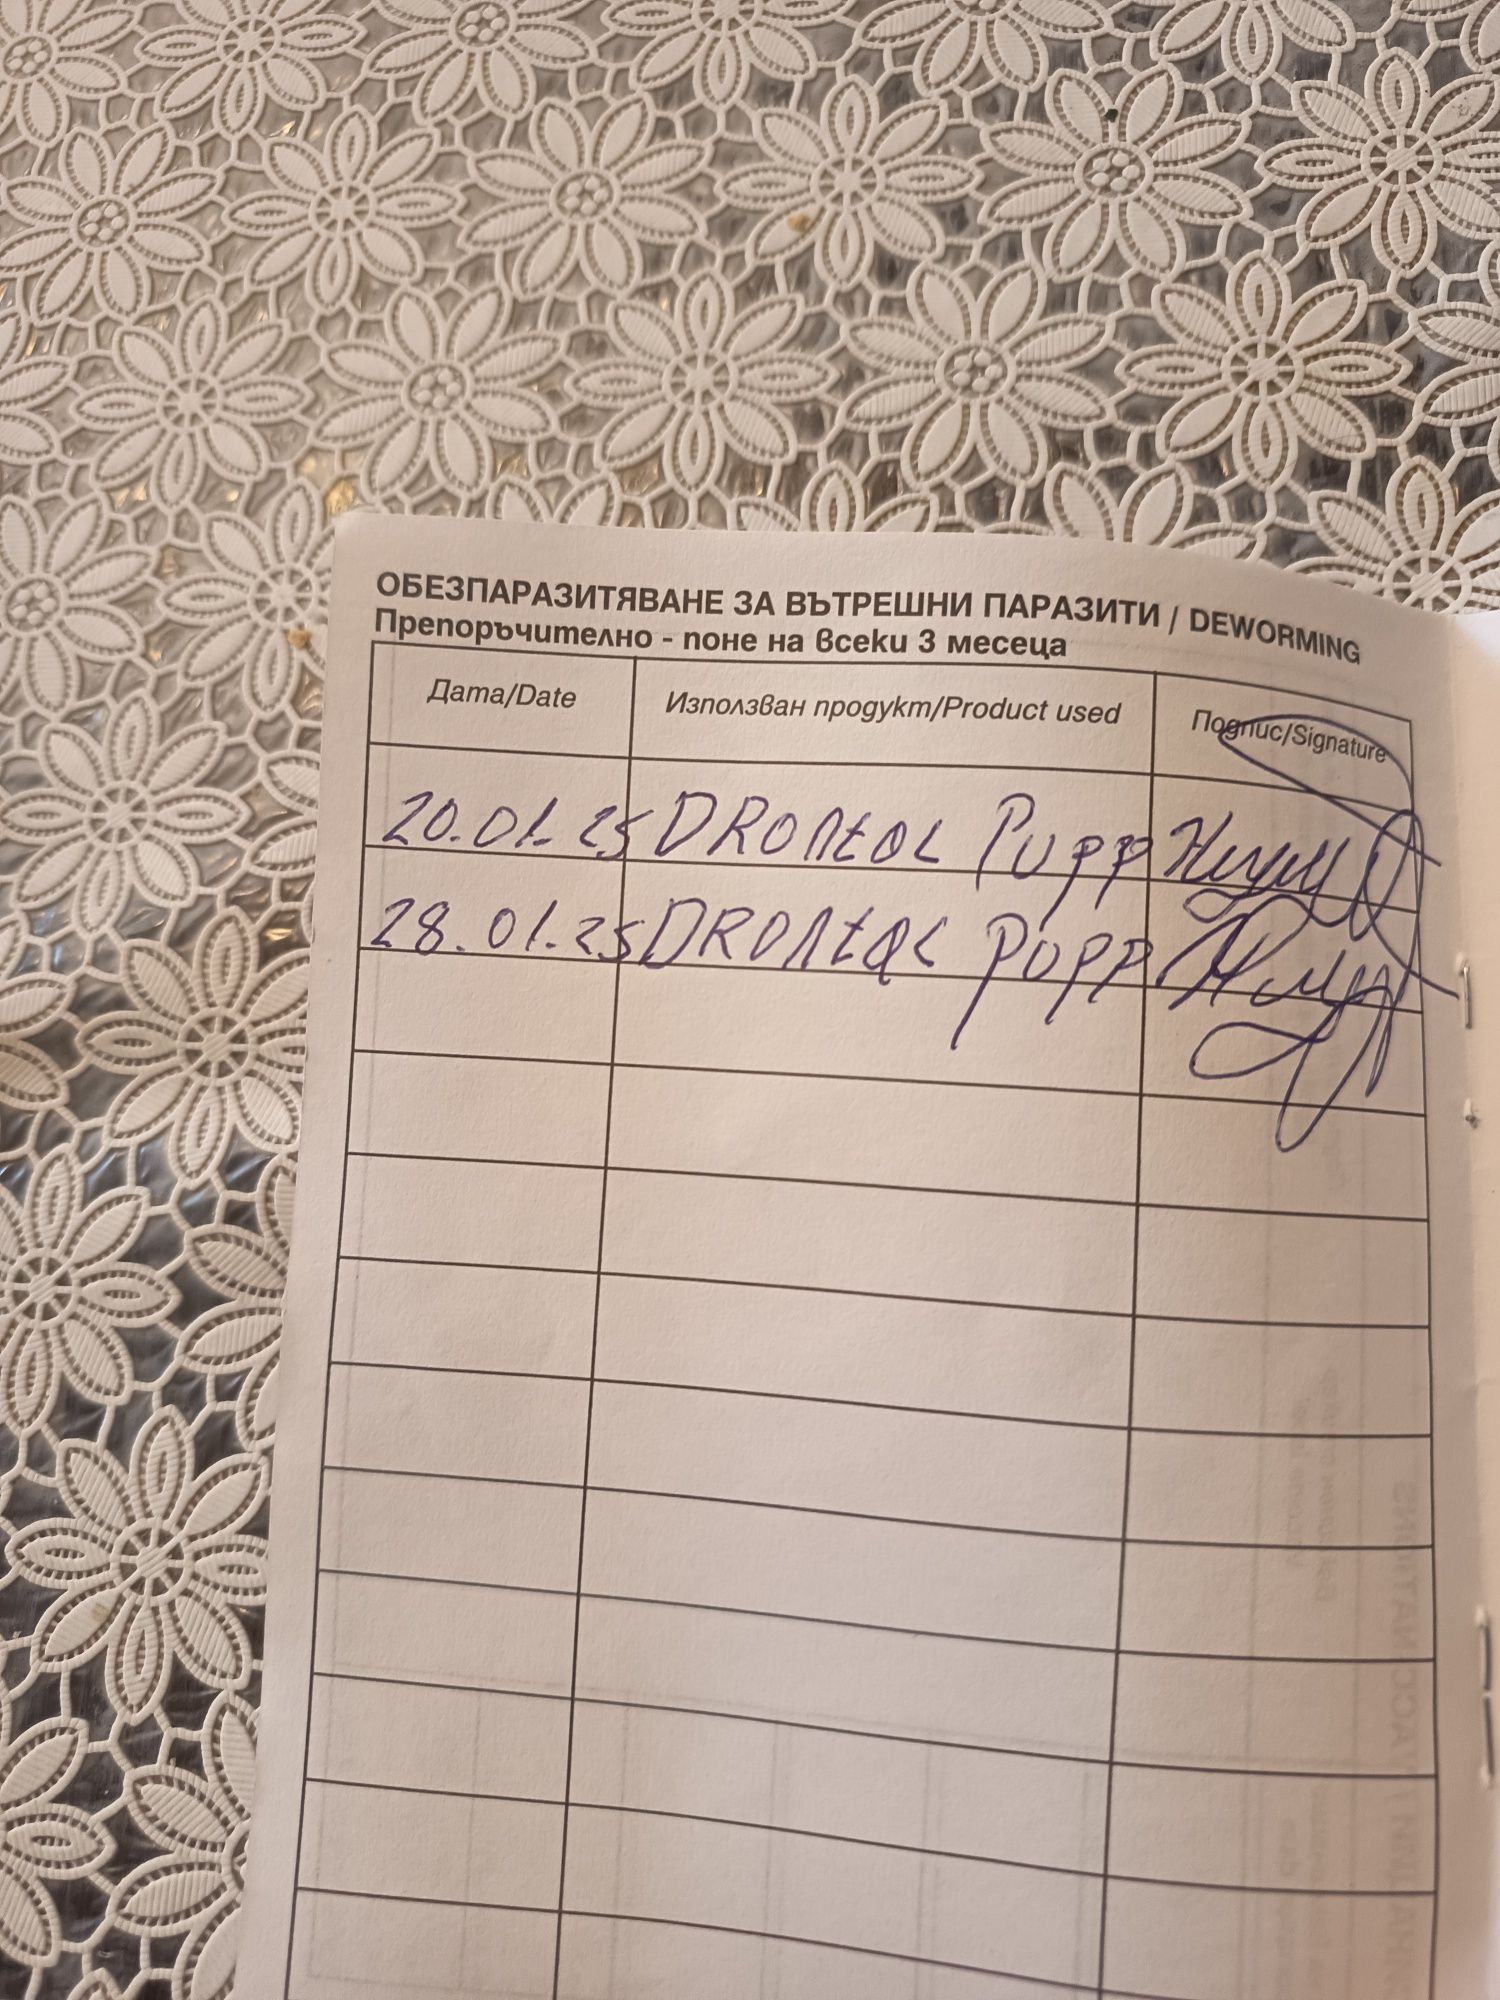 ОБЕЗПАРАЗИТЯВАНЕ ЗА ВЪТРЕШНИ ПАРАЗИТИ / DEWORMING
Препоръчително - поне на всеки 3 месеца
Дата/Date Използван продукт/Product used Подпис/Signature
20.01.25 DRontal Pupp
28.01.25 DRontal Pupp